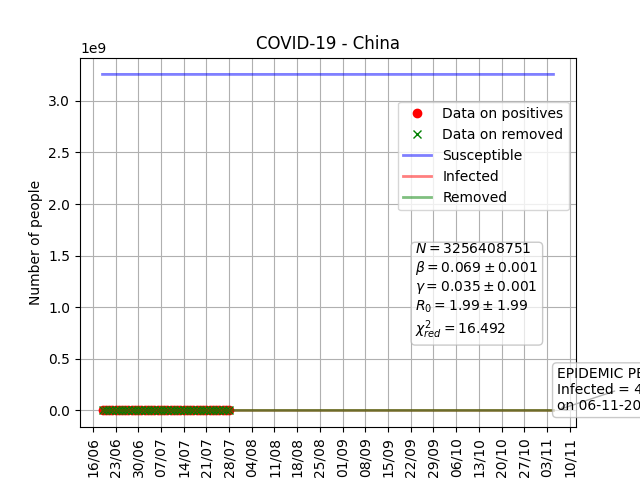 COVID-19 - China
1e9
3.0
2.5
2.0
1.5
1.0
0.5
0.0
Number of people
Data on positives
Data on removed
Susceptible
Infected
Removed
N = 3256408751
β = 0.069 ± 0.001
γ = 0.035 ± 0.001
R₀ = 1.99 ± 1.99
χ²red = 16.492
EPIDEMIC PE
Infected = 4
on 06-11-20
16/06 23/06 30/06 07/07 14/07 21/07 28/07 04/08 11/08 18/08 25/08 01/09 08/09 15/09 22/09 29/09 06/10 13/10 20/10 27/10 03/11 10/11